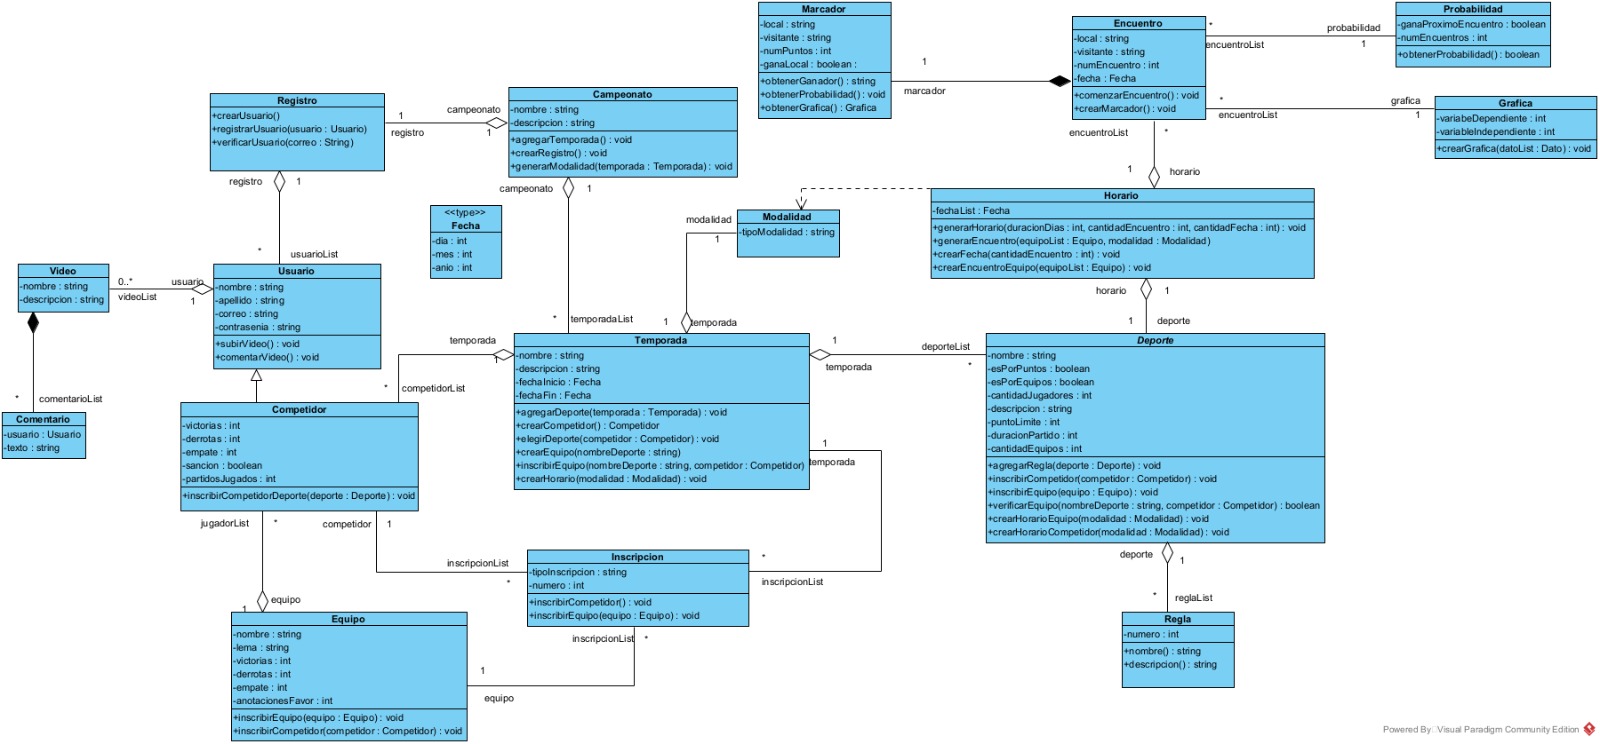 Marcador
-local : string
-visitante : string
-numPuntos : int
-ganaLocal : boolean :
+obtenerGanador() : string
+obtenerProbabilidad() : void
+obtenerGrafica() : Grafica
1
marcador
Encuentro
-local : string
-visitante : string
-numEncuentro : int
-fecha : Fecha
+comenzarEncuentro() : void
+crearMarcador() : void
*
encuentroList
probabilidad
1
Probabilidad
-ganaProximoEncuentro : boolean
-numEncuentros : int
+obtenerProbabilidad() : boolean
*
encuentroList
grafica
1
Grafica
-variabeDependiente : int
-variableIndependiente : int
+crearGrafica(datoList : Dato) : void
encuentroList
*
1
horario
Registro
+crearUsuario()
+registrarUsuario(usuario : Usuario)
+verificarUsuario(correo : String)
1
registro
campeonato
1
Campeonato
-nombre : string
-descripcion : string
+agregarTemporada() : void
+crearRegistro() : void
+generarModalidad(temporada : Temporada) : void
registro
1
*
usuarioList
campeonato
1
*
temporadaList
<<type>>
Fecha
-dia : int
-mes : int
-anio : int
Modalidad
-tipoModalidad : string
modalidad
1
1
temporada
Horario
-fechaList : Fecha
+generarHorario(duracionDias : int, cantidadEncuentro : int, cantidadFecha : int) : void
+generarEncuentro(equipoList : Equipo, modalidad : Modalidad)
+crearFecha(cantidadEncuentro : int) : void
+crearEncuentroEquipo(equipoList : Equipo) : void
horario
1
1
deporte
Video
-nombre : string
-descripcion : string
0..*
videoList
usuario
1
Usuario
-nombre : string
-apellido : string
-correo : string
-contrasenia : string
+subirVideo() : void
+comentarVideo() : void
*
comentarioList
Comentario
-usuario : Usuario
-texto : string
temporada
1
*
competidorList
Temporada
-nombre : string
-descripcion : string
-fechaInicio : Fecha
-fechaFin : Fecha
+agregarDeporte(temporada : Temporada) : void
+crearCompetidor() : Competidor
+elegirDeporte(competidor : Competidor) : void
+crearEquipo(nombreDeporte : string)
+inscribirEquipo(nombreDeporte : string, competidor : Competidor)
+crearHorario(modalidad : Modalidad) : void
1
temporada
deporteList
*
Deporte
-nombre : string
-esPorPuntos : boolean
-esPorEquipos : boolean
-cantidadJugadores : int
-descripcion : string
-puntoLimite : int
-duracionPartido : int
-cantidadEquipos : int
+agregarRegla(deporte : Deporte) : void
+inscribirCompetidor(competidor : Competidor) : void
+inscribirEquipo(equipo : Equipo) : void
+verificarEquipo(nombreDeporte : string, competidor : Competidor) : boolean
+crearHorarioEquipo(modalidad : Modalidad) : void
+crearHorarioCompetidor(modalidad : Modalidad) : void
Competidor
-victorias : int
-derrotas : int
-empate : int
-sancion : boolean
-partidosJugados : int
+inscribirCompetidorDeporte(deporte : Deporte) : void
jugadorList
*
competidor
1
inscripcionList
*
1
temporada
*
inscripcionList
Inscripcion
-tipoInscripcion : string
-numero : int
+inscribirCompetidor() : void
+inscribirEquipo(equipo : Equipo) : void
inscripcionList
*
deporte
1
*
reglaList
Regla
-numero : int
+nombre() : string
+descripcion() : string
1
equipo
Equipo
-nombre : string
-lema : string
-victorias : int
-derrotas : int
-empate : int
-anotacionesFavor : int
+inscribirEquipo(equipo : Equipo) : void
+inscribirCompetidor(competidor : Competidor) : void
1
equipo
Powered By Visual Paradigm Community Edition